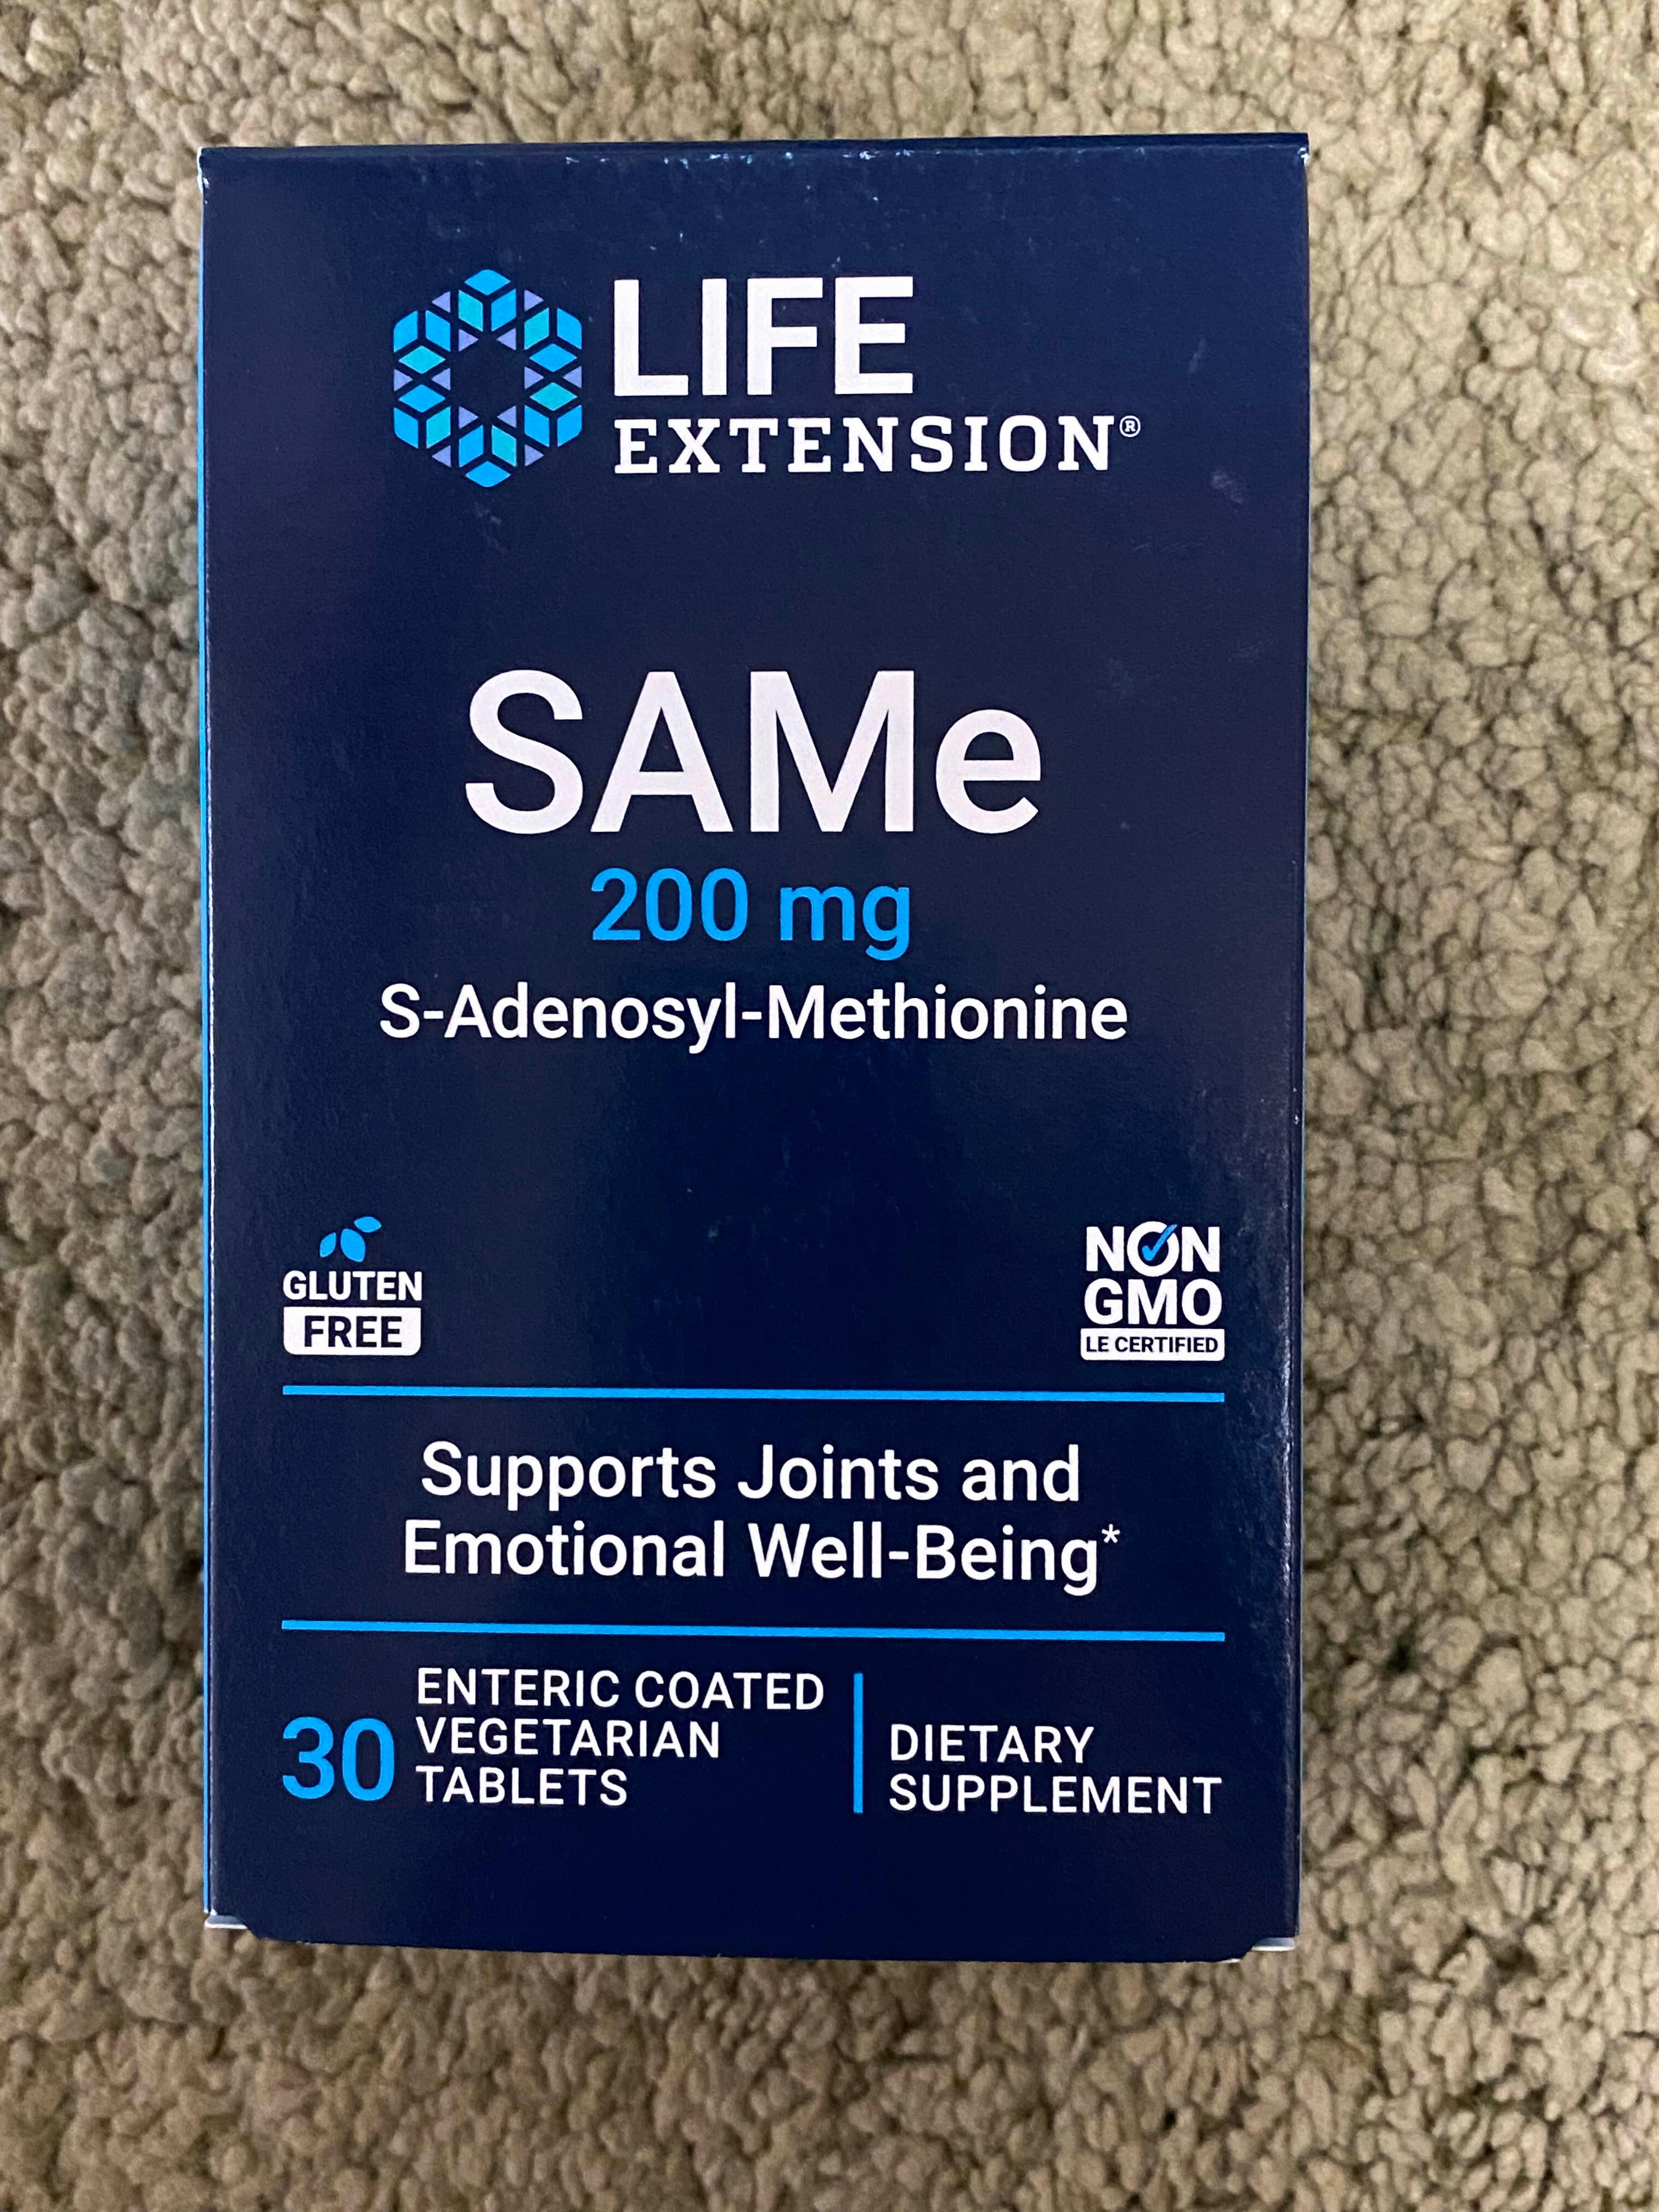 LIFE
EXTENSION®
SAMe
200 mg
S-Adenosyl-Methionine
GLUTEN
FREE
NON
GMO
LE CERTIFIED
Supports Joints and
Emotional Well-Being*
30
ENTERIC COATED
VEGETARIAN
TABLETS
DIETARY
SUPPLEMENT